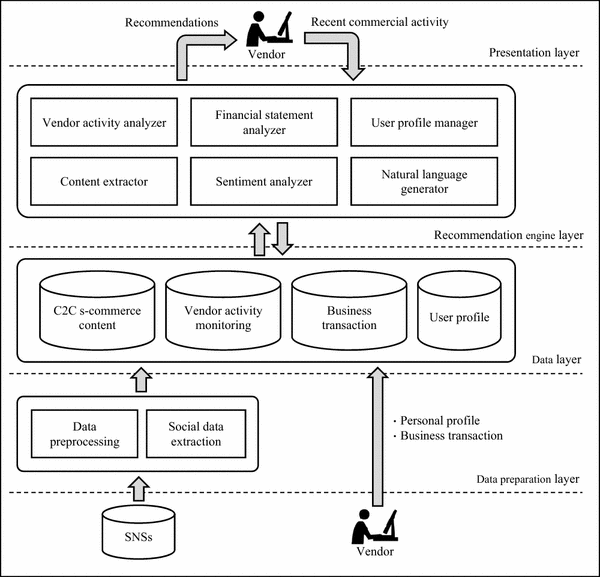 Recommendations
Recent commercial activity
Vendor
Presentation layer
Vendor activity analyzer
Financial statement
analyzer
User profile manager
Content extractor
Sentiment analyzer
Natural language
generator
Recommendation engine layer
C2C s-commerce
content
Vendor activity
monitoring
Business
transaction
User profile
Data layer
Data
preprocessing
Social data
extraction
· Personal profile
· Business transaction
Data preparation layer
SNSs
Vendor